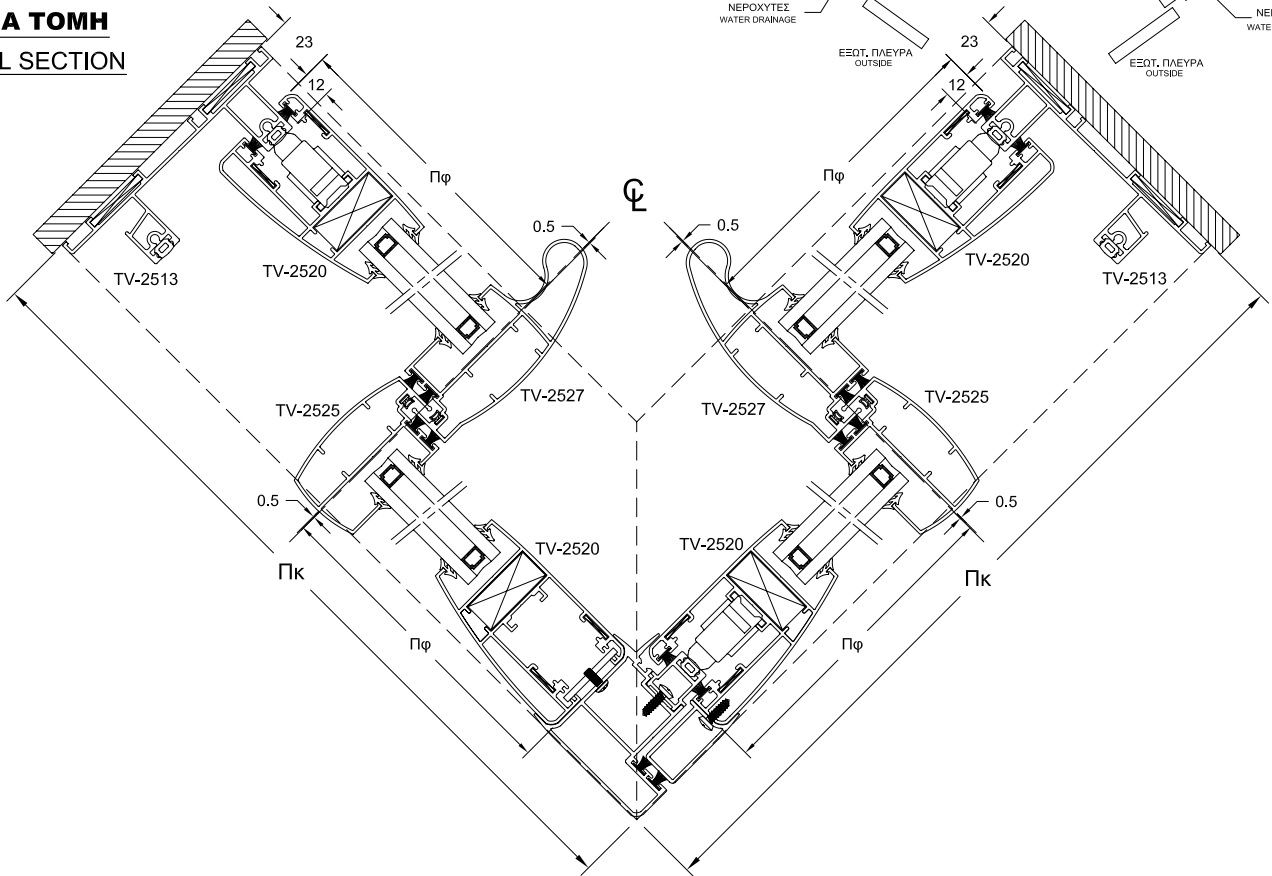 Α ΤΟΜΗ
L SECTION
ΝΕΡΟΧΥΤΕΣ
WATER DRAINAGE
ΕΞΩΤ. ΠΛΕΥΡΑ
OUTSIDE
ΝΕΡ
WATE
ΕΞΩΤ. ΠΛΕΥΡΑ
OUTSIDE
23
12
23
12
Πφ
Πφ
℄
0.5
0.5
TV-2513
TV-2520
TV-2520
TV-2513
TV-2525
TV-2527
TV-2527
TV-2525
0.5
0.5
Πκ
TV-2520
TV-2520
Πκ
Πφ
Πφ